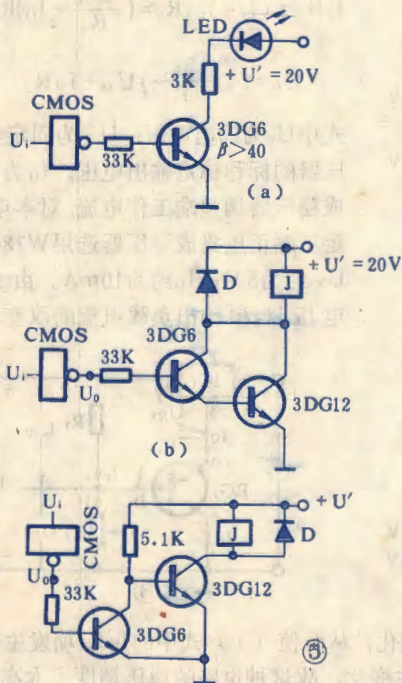 LED
3K
+ U' = 20V
CMOS
Uᵢ
33K
3DG6
β>40
(a)
+ U' = 20V
D
J
CMOS
3DG6
33K
Uᵢ
U₀
3DG12
(b)
Uᵢ
+ U'
CMOS
5.1K
J
D
U₀
33K
3DG12
3DG6
⑤